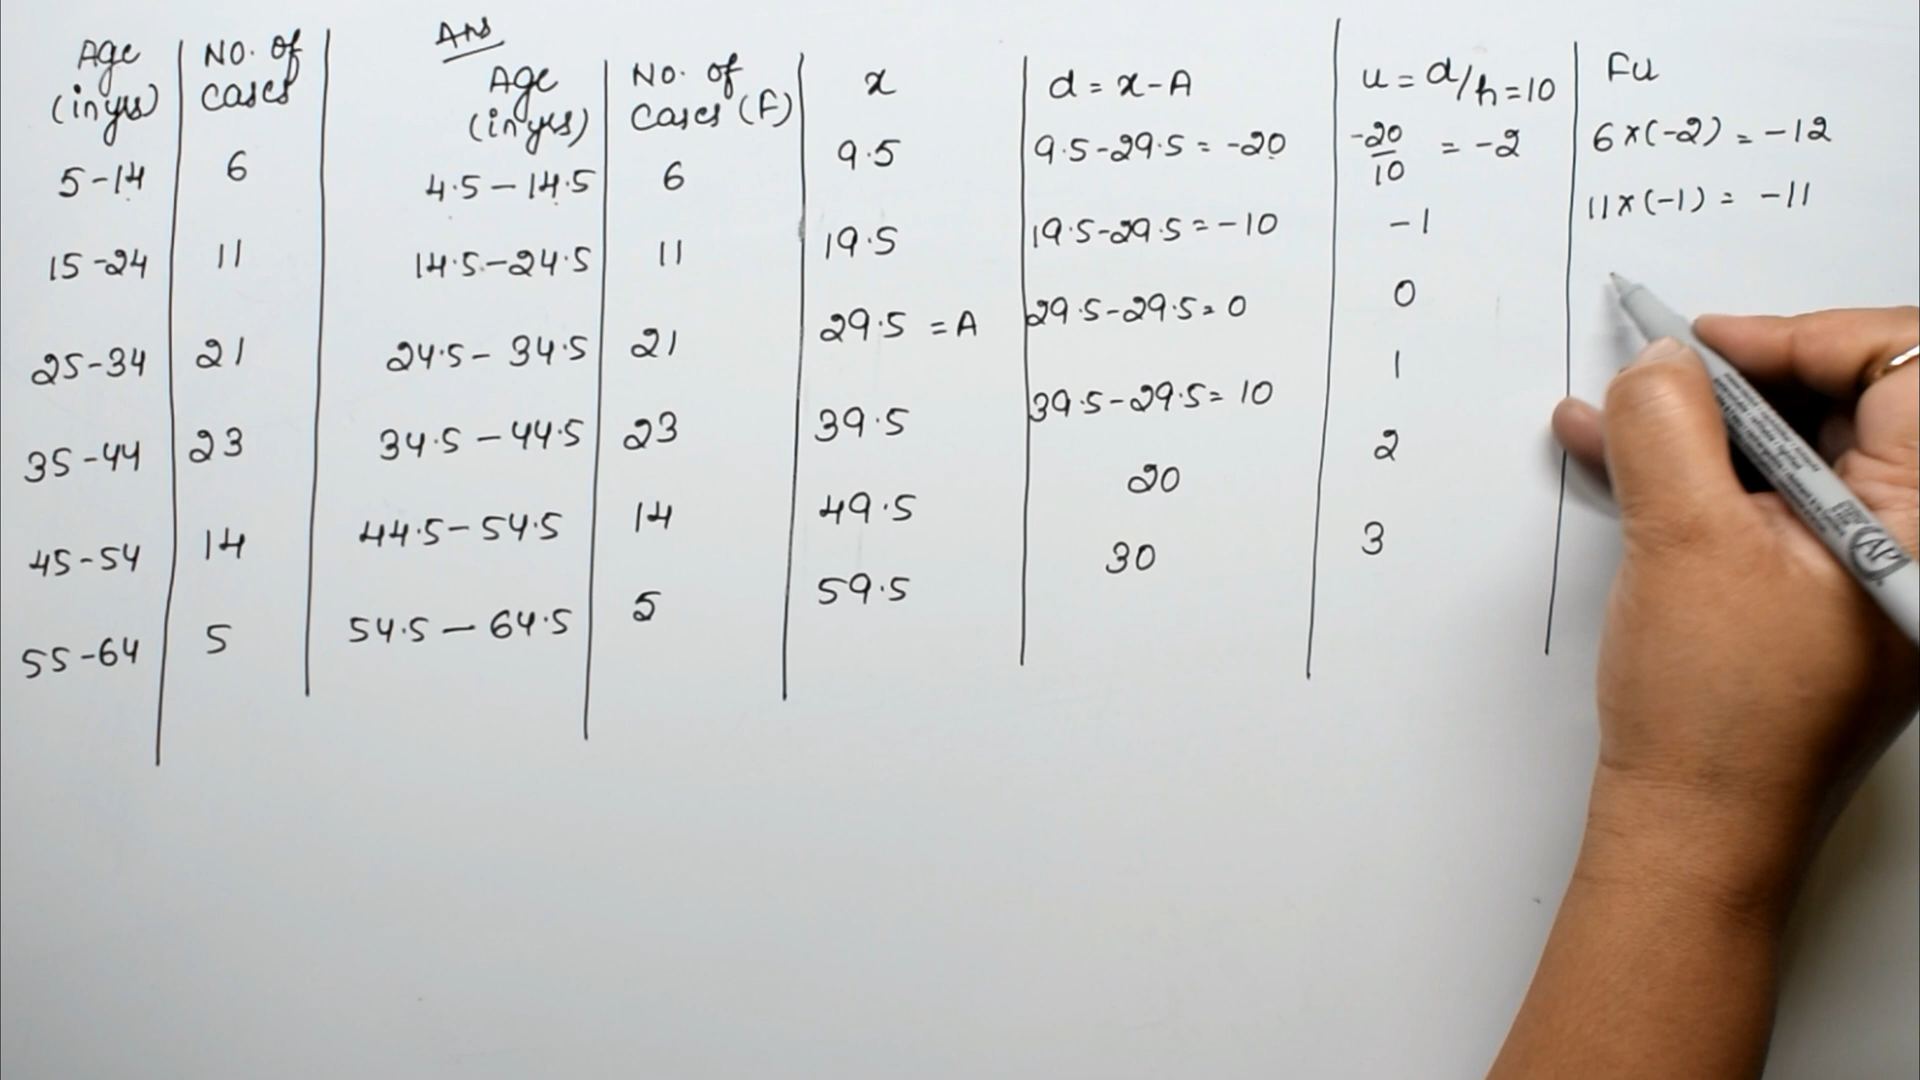 Ans
Age (in yrs) | No. of cases | Age (in yrs) | No. of cases (F) | x | d = x - A | u = d/h = 10 | Fu
5-14 | 6 | 4.5 - 14.5 | 6 | 9.5 | 9.5 - 29.5 = -20 | -20/10 = -2 | 6 × (-2) = -12
15-24 | 11 | 14.5 - 24.5 | 11 | 19.5 | 19.5 - 29.5 = -10 | -1 | 11 × (-1) = -11
25-34 | 21 | 24.5 - 34.5 | 21 | 29.5 = A | 29.5 - 29.5 = 0 | 0
35-44 | 23 | 34.5 - 44.5 | 23 | 39.5 | 39.5 - 29.5 = 10 | 1
45-54 | 14 | 44.5 - 54.5 | 14 | 49.5 | 20 | 2
55-64 | 5 | 54.5 - 64.5 | 5 | 59.5 | 30 | 3